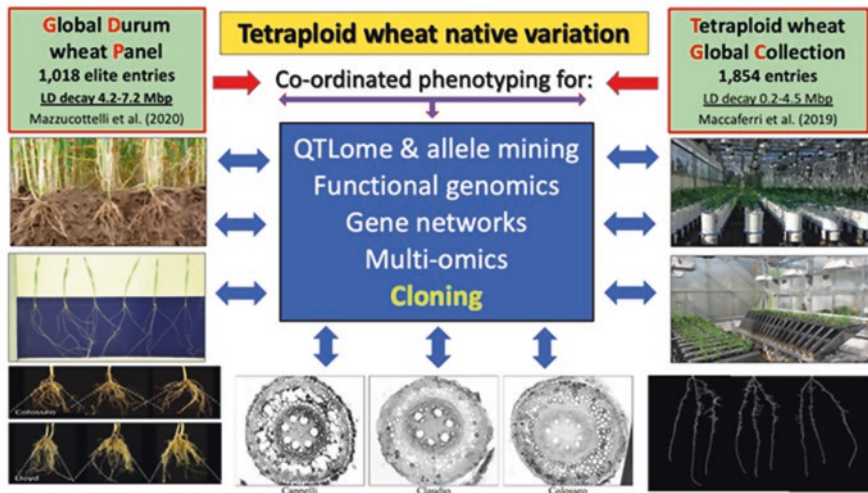 Global Durum
wheat Panel
1,018 elite entries
LD decay 4.2-7.2 Mbp
Mazzucottelli et al. (2020)
Tetraploid wheat native variation
Co-ordinated phenotyping for:
Tetraploid wheat
Global Collection
1,854 entries
LD decay 0.2-4.5 Mbp
Maccaferri et al. (2019)
QTLome & allele mining
Functional genomics
Gene networks
Multi-omics
Cloning
Colosseo
Lloyd
Cappelli
Claudio
Colosseo